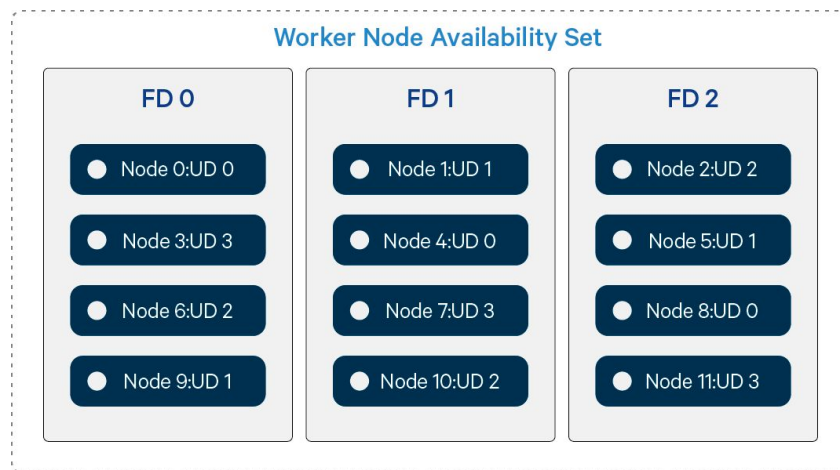 Worker Node Availability Set
FD 0
Node 0:UD 0
Node 3:UD 3
Node 6:UD 2
Node 9:UD 1
FD 1
Node 1:UD 1
Node 4:UD 0
Node 7:UD 3
Node 10:UD 2
FD 2
Node 2:UD 2
Node 5:UD 1
Node 8:UD 0
Node 11:UD 3